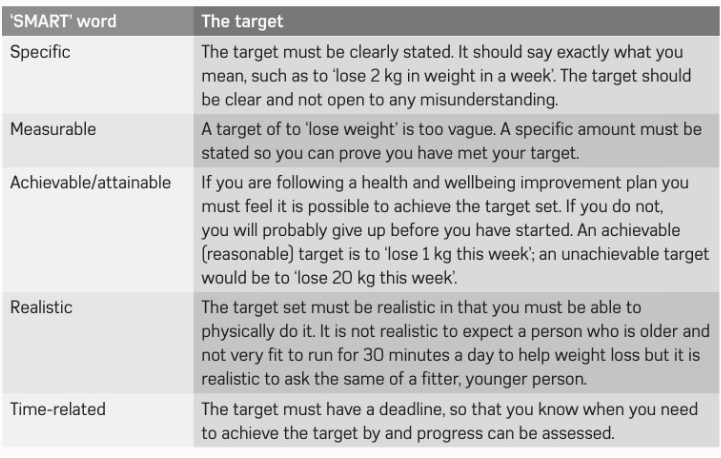 ‘SMART’ word The target
Specific The target must be clearly stated. It should say exactly what you
mean, such as to ‘lose 2 kg in weight in a week’. The target should
be clear and not open to any misunderstanding.
Measurable A target of to ‘lose weight’ is too vague. A specific amount must be
stated so you can prove you have met your target.
Achievable/attainable If you are following a health and wellbeing improvement plan you
must feel it is possible to achieve the target set. If you do not,
you will probably give up before you have started. An achievable
(reasonable) target is to ‘lose 1 kg this week’; an unachievable target
would be to ‘lose 20 kg this week’.
Realistic The target set must be realistic in that you must be able to
physically do it. It is not realistic to expect a person who is older and
not very fit to run for 30 minutes a day to help weight loss but it is
realistic to ask the same of a fitter, younger person.
Time-related The target must have a deadline, so that you know when you need
to achieve the target by and progress can be assessed.